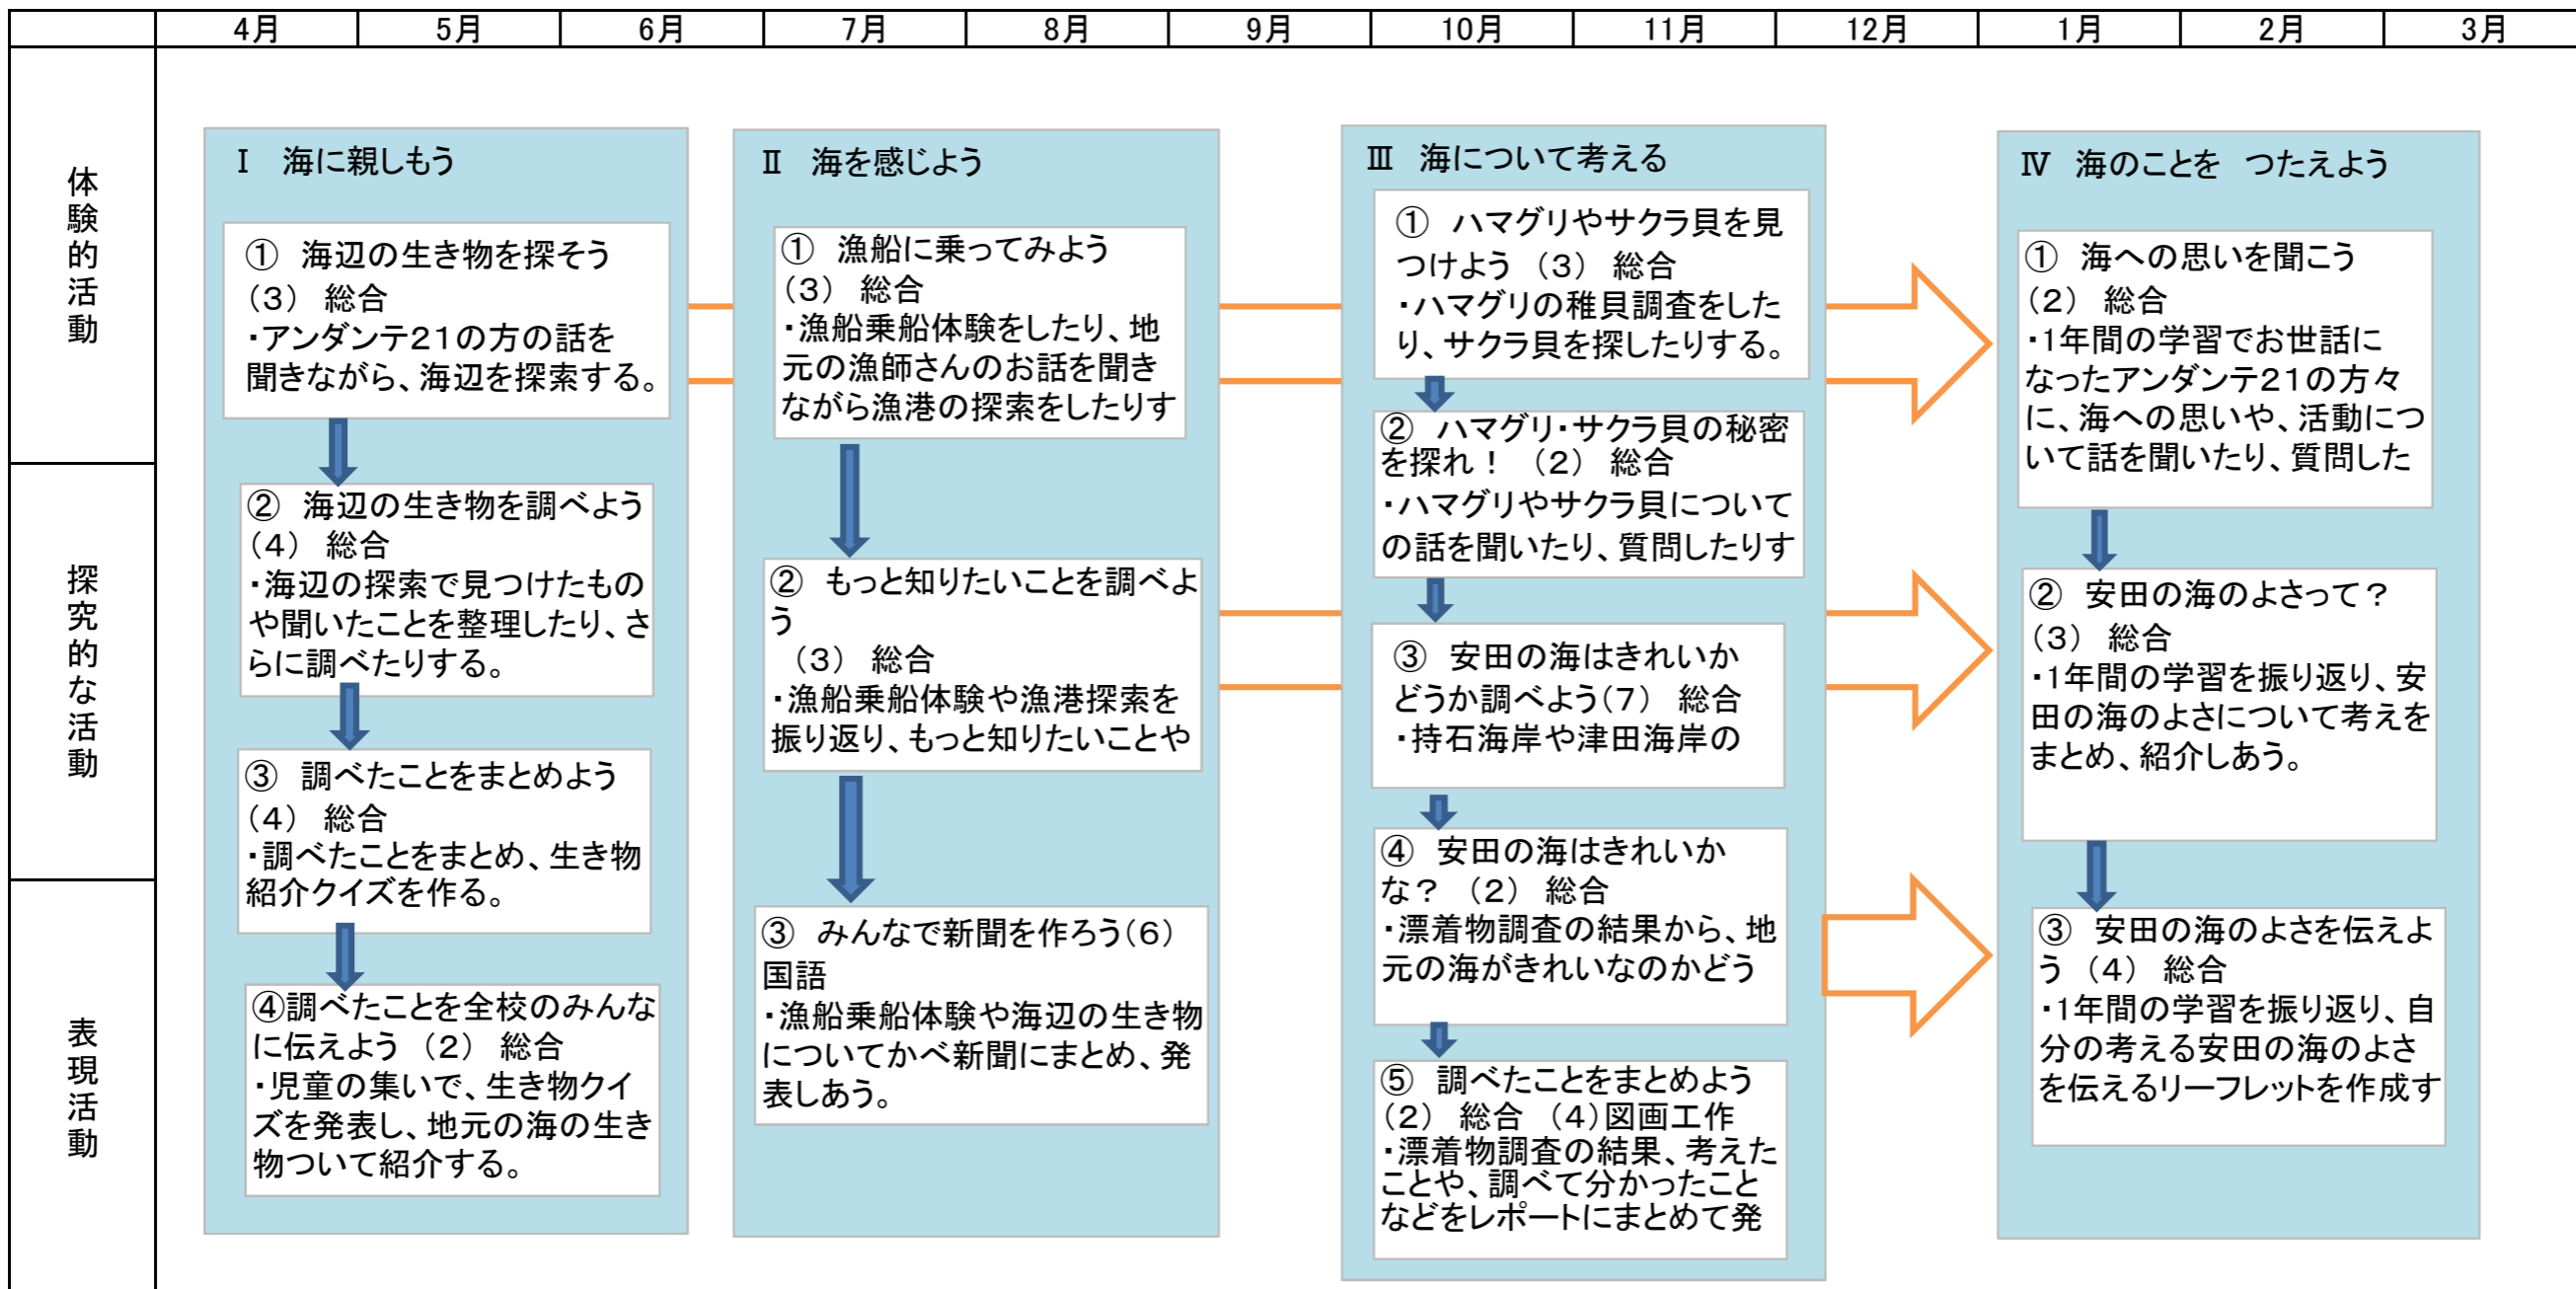 4月 5月 6月 7月 8月 9月 10月 11月 12月 1月 2月 3月
体験的活動
探究的な活動
表現活動
Ⅰ 海に親しもう
① 海辺の生き物を探そう
(3) 総合
・アンダンテ21の方の話を
聞きながら、海辺を探索する。
② 海辺の生き物を調べよう
(4) 総合
・海辺の探索で見つけたもの
や聞いたことを整理したり、さ
らに調べたりする。
③ 調べたことをまとめよう
(4) 総合
・調べたことをまとめ、生き物
紹介クイズを作る。
④調べたことを全校のみんな
に伝えよう (2) 総合
・児童の集いで、生き物クイ
ズを発表し、地元の海の生き
物ついて紹介する。
Ⅱ 海を感じよう
① 漁船に乗ってみよう
(3) 総合
・漁船乗船体験をしたり、地
元の漁師さんのお話を聞き
ながら漁港の探索をしたりす
② もっと知りたいことを調べよ
う
(3) 総合
・漁船乗船体験や漁港探索を
振り返り、もっと知りたいことや
③ みんなで新聞を作ろう(6)
国語
・漁船乗船体験や海辺の生き物
についてかべ新聞にまとめ、発
表しあう。
Ⅲ 海について考える
① ハマグリやサクラ貝を見
つけよう (3) 総合
・ハマグリの稚貝調査をした
り、サクラ貝を探したりする。
② ハマグリ・サクラ貝の秘密
を探れ! (2) 総合
・ハマグリやサクラ貝について
の話を聞いたり、質問したりす
③ 安田の海はきれいか
どうか調べよう(7) 総合
・持石海岸や津田海岸の
④ 安田の海はきれいか
な? (2) 総合
・漂着物調査の結果から、地
元の海がきれいなのかどう
⑤ 調べたことをまとめよう
(2) 総合 (4)図画工作
・漂着物調査の結果、考えた
ことや、調べて分かったこと
などをレポートにまとめて発
Ⅳ 海のことを つたえよう
① 海への思いを聞こう
(2) 総合
・1年間の学習でお世話に
なったアンダンテ21の方々
に、海への思いや、活動につ
いて話を聞いたり、質問した
② 安田の海のよさって?
(3) 総合
・1年間の学習を振り返り、安
田の海のよさについて考えを
まとめ、紹介しあう。
③ 安田の海のよさを伝えよ
う (4) 総合
・1年間の学習を振り返り、自
分の考える安田の海のよさ
を伝えるリーフレットを作成す